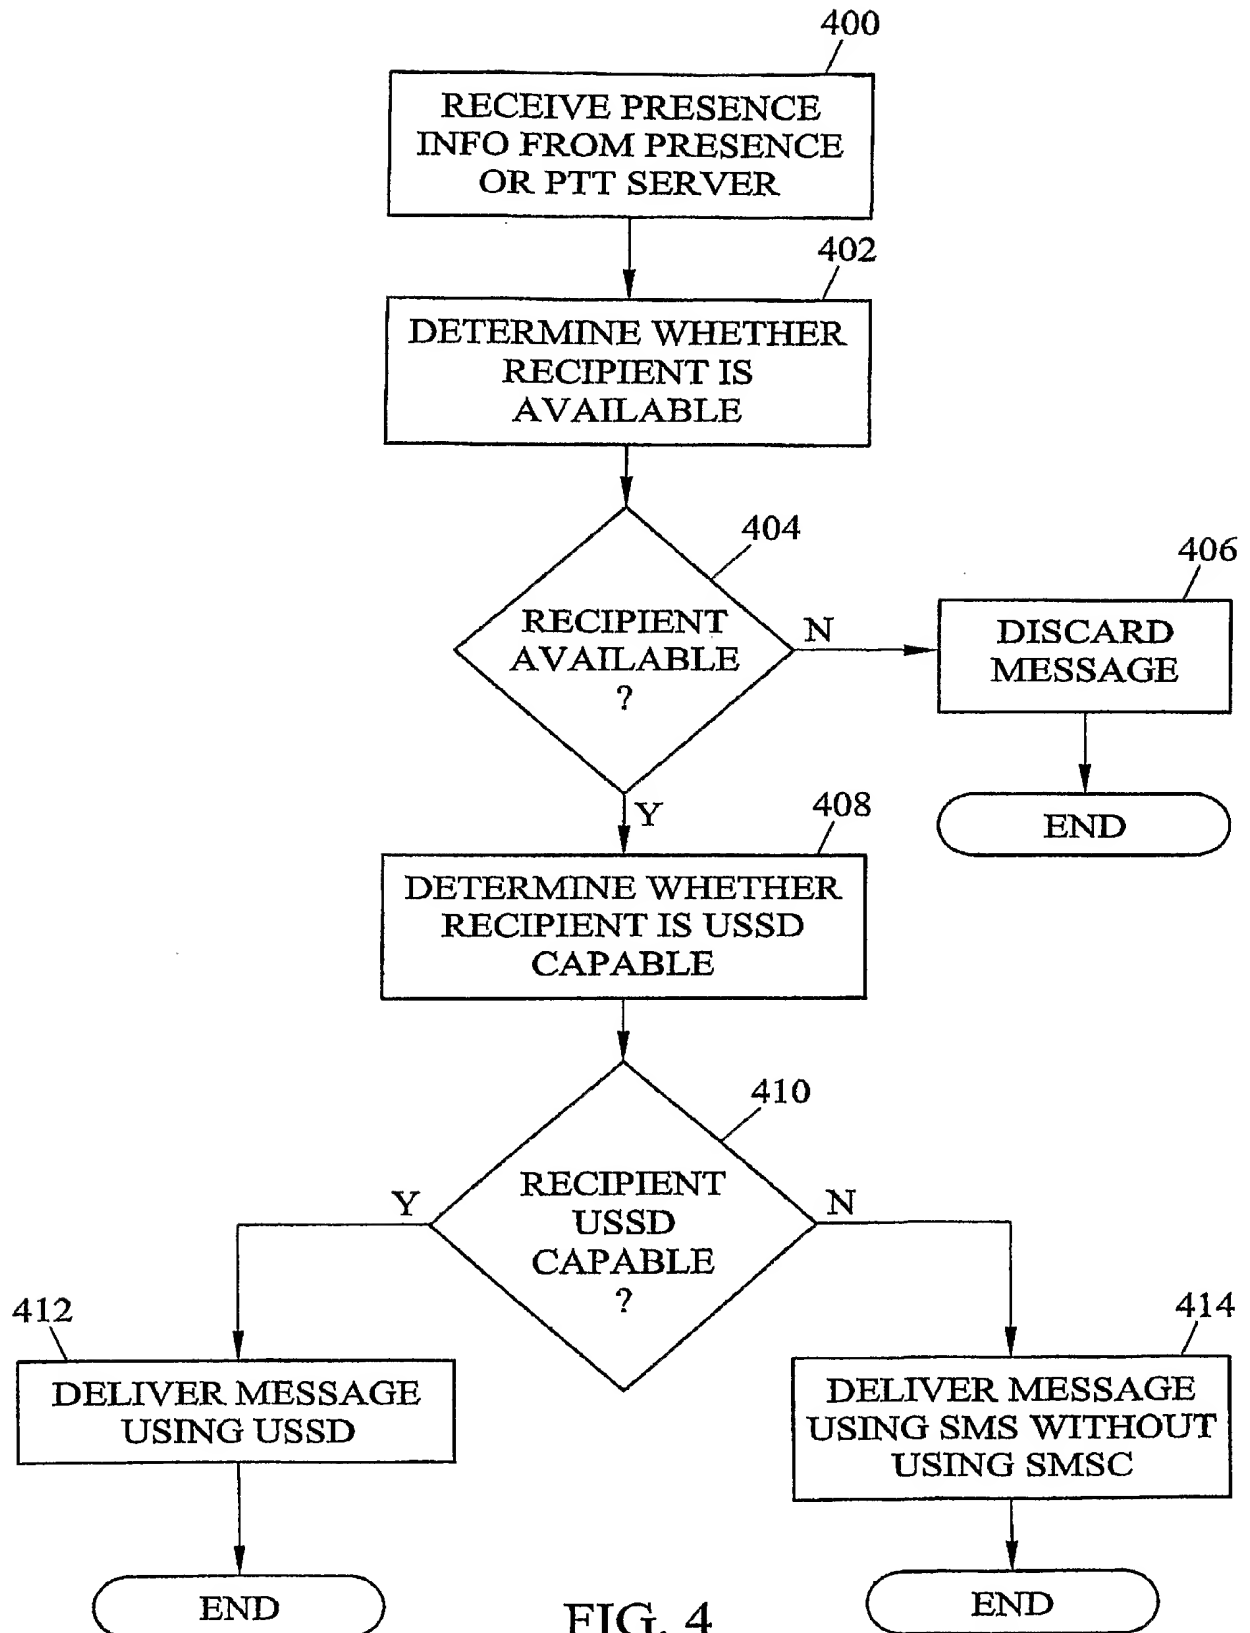 400
RECEIVE PRESENCE
INFO FROM PRESENCE
OR PTT SERVER
402
DETERMINE WHETHER
RECIPIENT IS
AVAILABLE
404
RECIPIENT
AVAILABLE
?
N
406
DISCARD
MESSAGE
END
Y
408
DETERMINE WHETHER
RECIPIENT IS USSD
CAPABLE
410
RECIPIENT
USSD
CAPABLE
?
Y
N
412
DELIVER MESSAGE
USING USSD
END
414
DELIVER MESSAGE
USING SMS WITHOUT
USING SMSC
END
FIG. 4